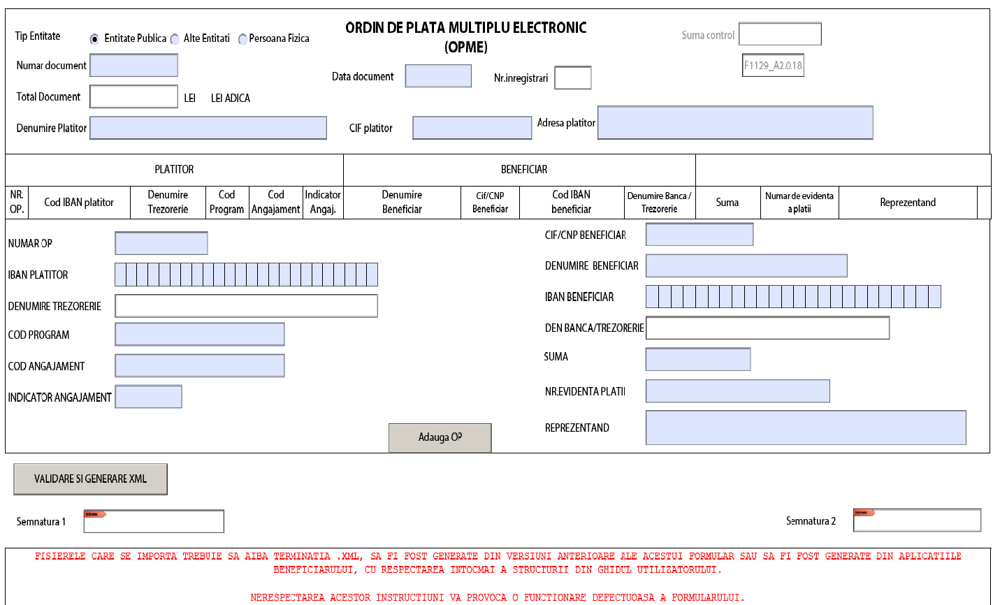 ORDIN DE PLATA MULTIPLU ELECTRONIC
(OPME)
Tip Entitate Entitate Publica Alte Entitati Persoana Fizica
Suma control
Numar document
F1129_A2.0.18
Data document
Nr.inregistrari
Total Document LEI LEI ADICA
Denumire Platitor
CIF platitor
Adresa platitor
PLATITOR BENEFICIAR
NR. OP.
Cod IBAN platitor
Denumire Trezorerie
Cod Program
Cod Angajament
Indicator Angaj.
Denumire Beneficiar
Cif/CNP Beneficiar
Cod IBAN beneficiar
Denumire Banca / Trezorerie
Suma
Numar de evidenta a platii
Reprezentand
NUMAR OP
IBAN PLATITOR
DENUMIRE TREZORERIE
COD PROGRAM
COD ANGAJAMENT
INDICATOR ANGAJAMENT
CIF/CNP BENEFICIAR
DENUMIRE BENEFICIAR
IBAN BENEFICIAR
DEN BANCA/TREZORERIE
SUMA
NR.EVIDENTA PLATII
REPREZENTAND
Adauga OP
VALIDARE SI GENERARE XML
Semnatura 1
Semnatura 2
FISIERELE CARE SE IMPORTA TREBUIE SA AIBA TERMINATIA .XML, SA FI FOST GENERATE DIN VERSIUNI ANTERIOARE ALE ACESTUI FORMULAR SAU SA FI FOST GENERATE DIN APLICATIILE
BENEFICIARULUI, CU RESPECTAREA INTOCMAI A STRUCTURII DIN GHIDUL UTILIZATORULUI.
NERESPECTAREA ACESTOR INSTRUCTIUNI VA PROVOCA O FUNCTIONARE DEFECTUOASA A FORMULARULUI.